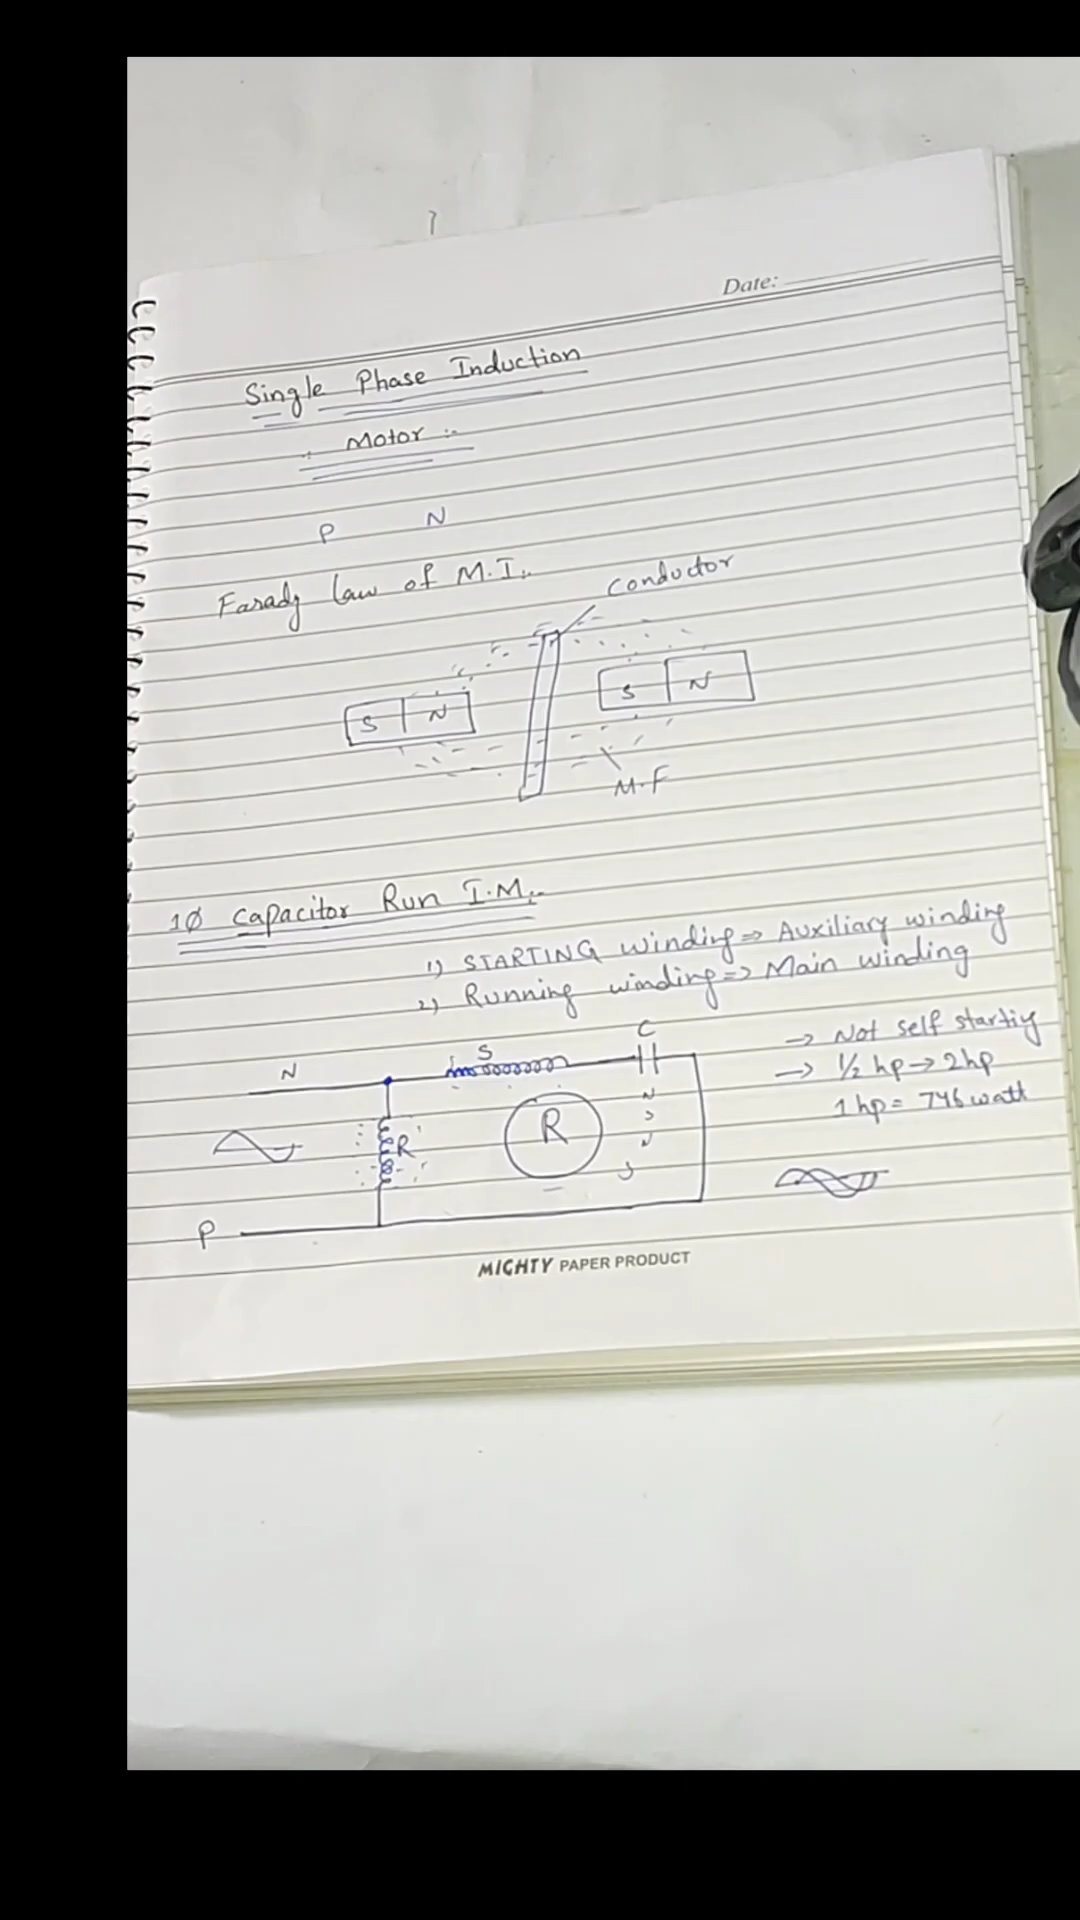 Date:
Single Phase Induction
Motor :-
P N
Farady law of M.I:-
Conductor
S N
S N
M.F
1Ø Capacitor Run I.M:-
1) STARTING winding => Auxiliary winding
2) Running winding => Main winding
→ Not self startig
→ ½ hp → 2hp
1 hp = 746 watt
N
S
C
R
R
P
MIGHTY PAPER PRODUCT